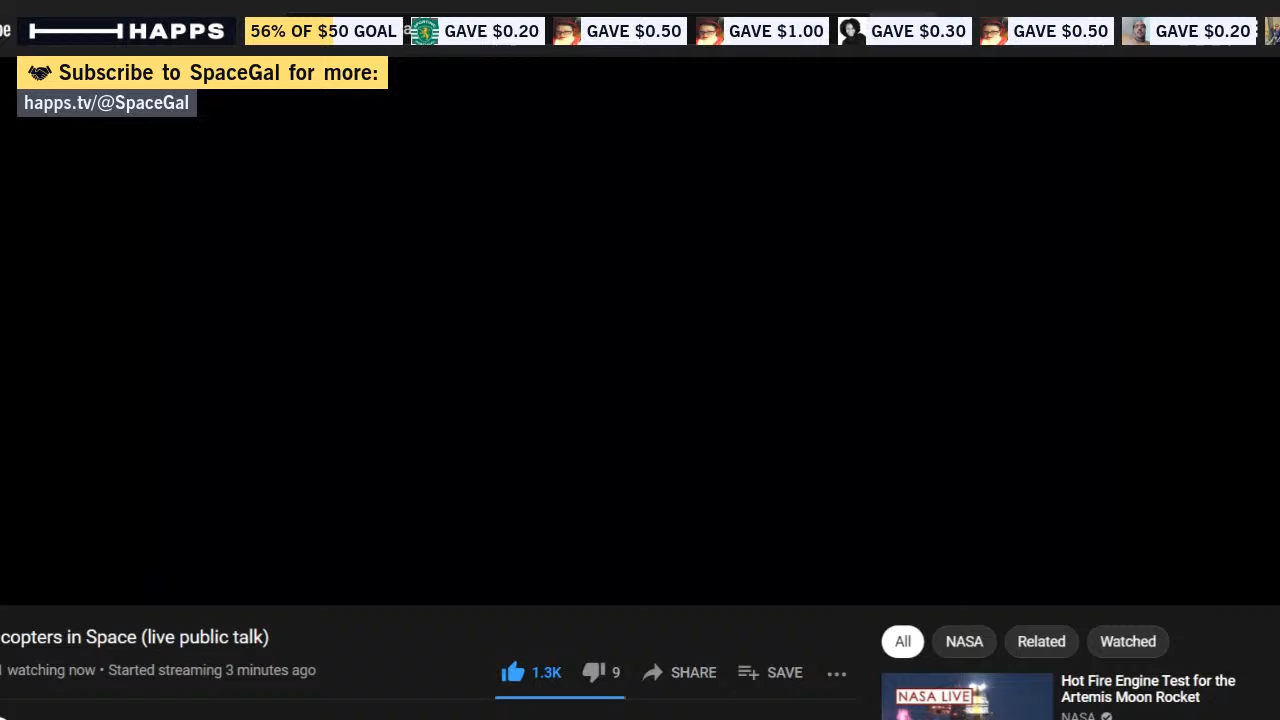 HAPPS 56% OF $50 GOAL GAVE $0.20 GAVE $0.50 GAVE $1.00 GAVE $0.30 GAVE $0.50 GAVE $0.20
Subscribe to SpaceGal for more:
happs.tv/@SpaceGal
copters in Space (live public talk)
watching now • Started streaming 3 minutes ago
1.3K 9 SHARE SAVE
All NASA Related Watched
NASA LIVE
Hot Fire Engine Test for the
Artemis Moon Rocket
NASA